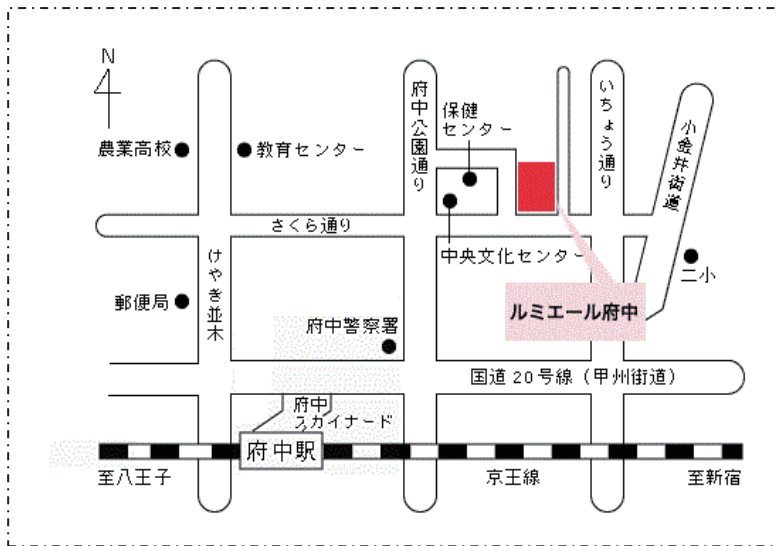 N
農業高校
教育センター
けやき並木
府中公園通り
保健
センター
いちょう通り
小金井街道
さくら通り
中央文化センター
二小
郵便局
府中警察署
ルミエール府中
国道20号線（甲州街道）
府中
スカイナード
府中駅
至八王子
京王線
至新宿